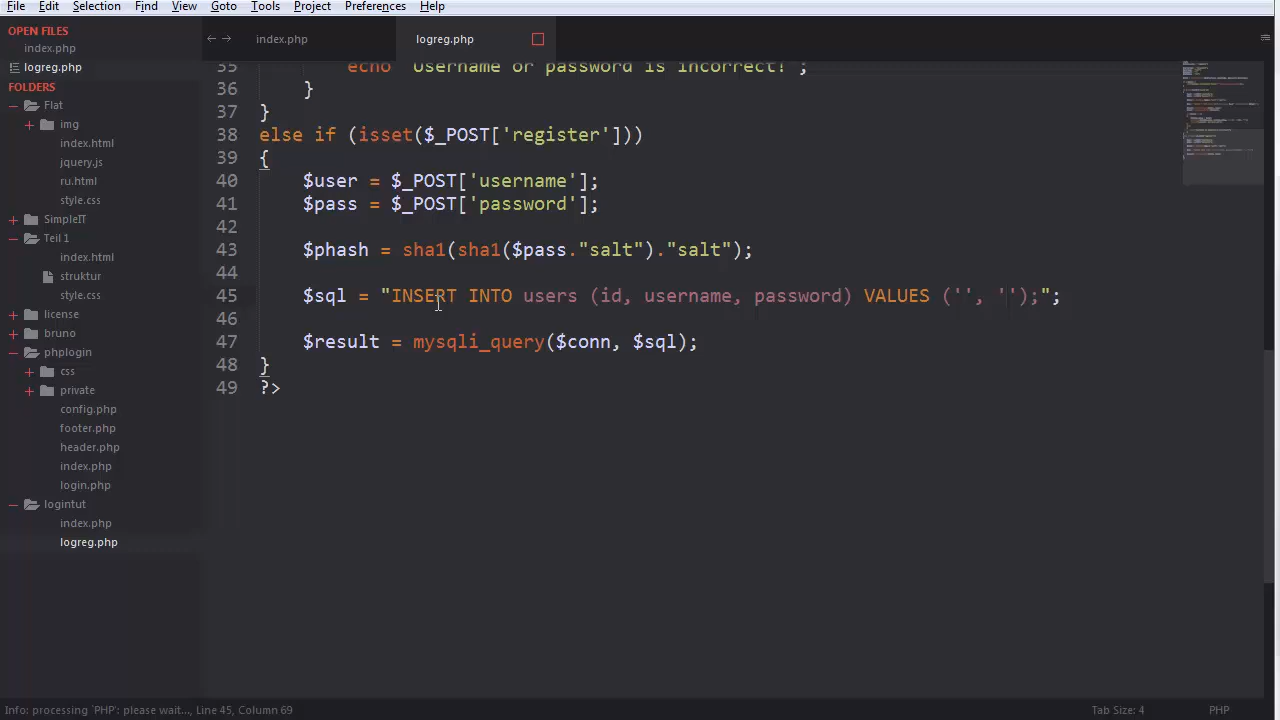 File Edit Selection Find View Goto Tools Project Preferences Help
OPEN FILES
index.php
logreg.php
FOLDERS
Flat
img
index.html
jquery.js
ru.html
style.css
SimpleIT
Teil 1
index.html
struktur
style.css
license
bruno
phplogin
css
private
config.php
footer.php
header.php
index.php
login.php
logintut
index.php
logreg.php
index.php logreg.php
35 echo "Username or password is incorrect!";
36 }
37 }
38 else if (isset($_POST['register']))
39 {
40 $user = $_POST['username'];
41 $pass = $_POST['password'];
42
43 $phash = sha1(sha1($pass."salt")."salt");
44
45 $sql = "INSERT INTO users (id, username, password) VALUES ('', '');";
46
47 $result = mysqli_query($conn, $sql);
48 }
49 ?>
Info: processing `PHP`: please wait..., Line 45, Column 69 Tab Size: 4 PHP